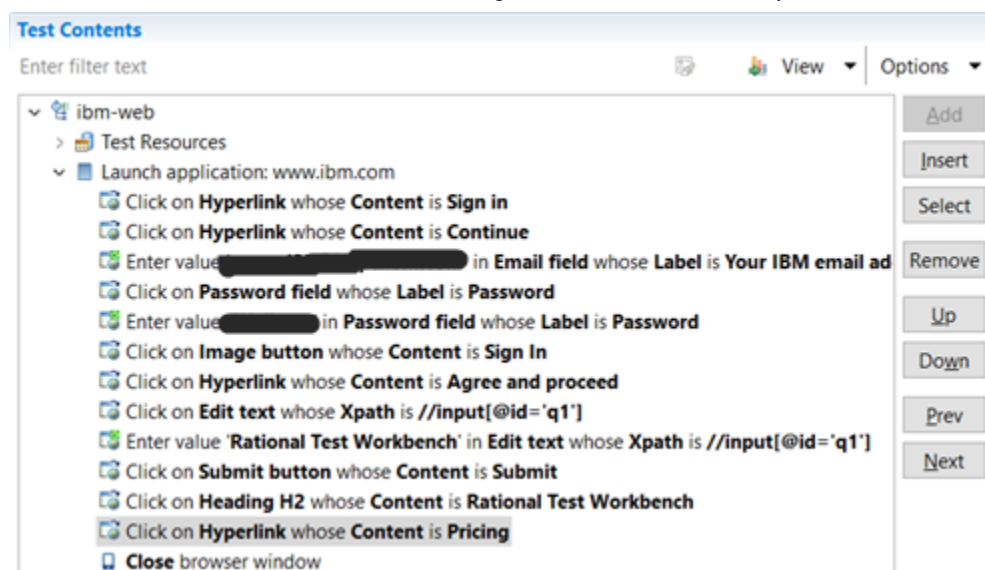 Test Contents
Enter filter text
View
Options
ibm-web
Test Resources
Launch application: www.ibm.com
Click on Hyperlink whose Content is Sign in
Click on Hyperlink whose Content is Continue
Enter value in Email field whose Label is Your IBM email ad
Click on Password field whose Label is Password
Enter value in Password field whose Label is Password
Click on Image button whose Content is Sign In
Click on Hyperlink whose Content is Agree and proceed
Click on Edit text whose Xpath is //input[@id='q1']
Enter value 'Rational Test Workbench' in Edit text whose Xpath is //input[@id='q1']
Click on Submit button whose Content is Submit
Click on Heading H2 whose Content is Rational Test Workbench
Click on Hyperlink whose Content is Pricing
Close browser window
Add
Insert
Select
Remove
Up
Down
Prev
Next